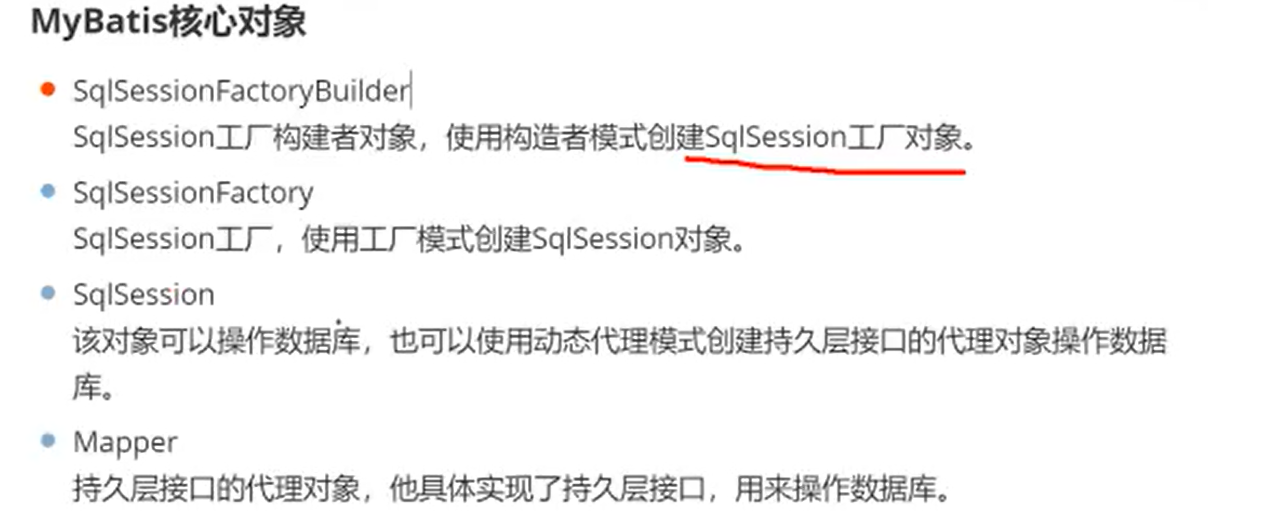 MyBatis核心对象
SqlSessionFactoryBuilder
SqlSession工厂构建者对象，使用构造者模式创建SqlSession工厂对象。
SqlSessionFactory
SqlSession工厂，使用工厂模式创建SqlSession对象。
SqlSession
该对象可以操作数据库，也可以使用动态代理模式创建持久层接口的代理对象操作数据
库。
Mapper
持久层接口的代理对象，他具体实现了持久层接口，用来操作数据库。